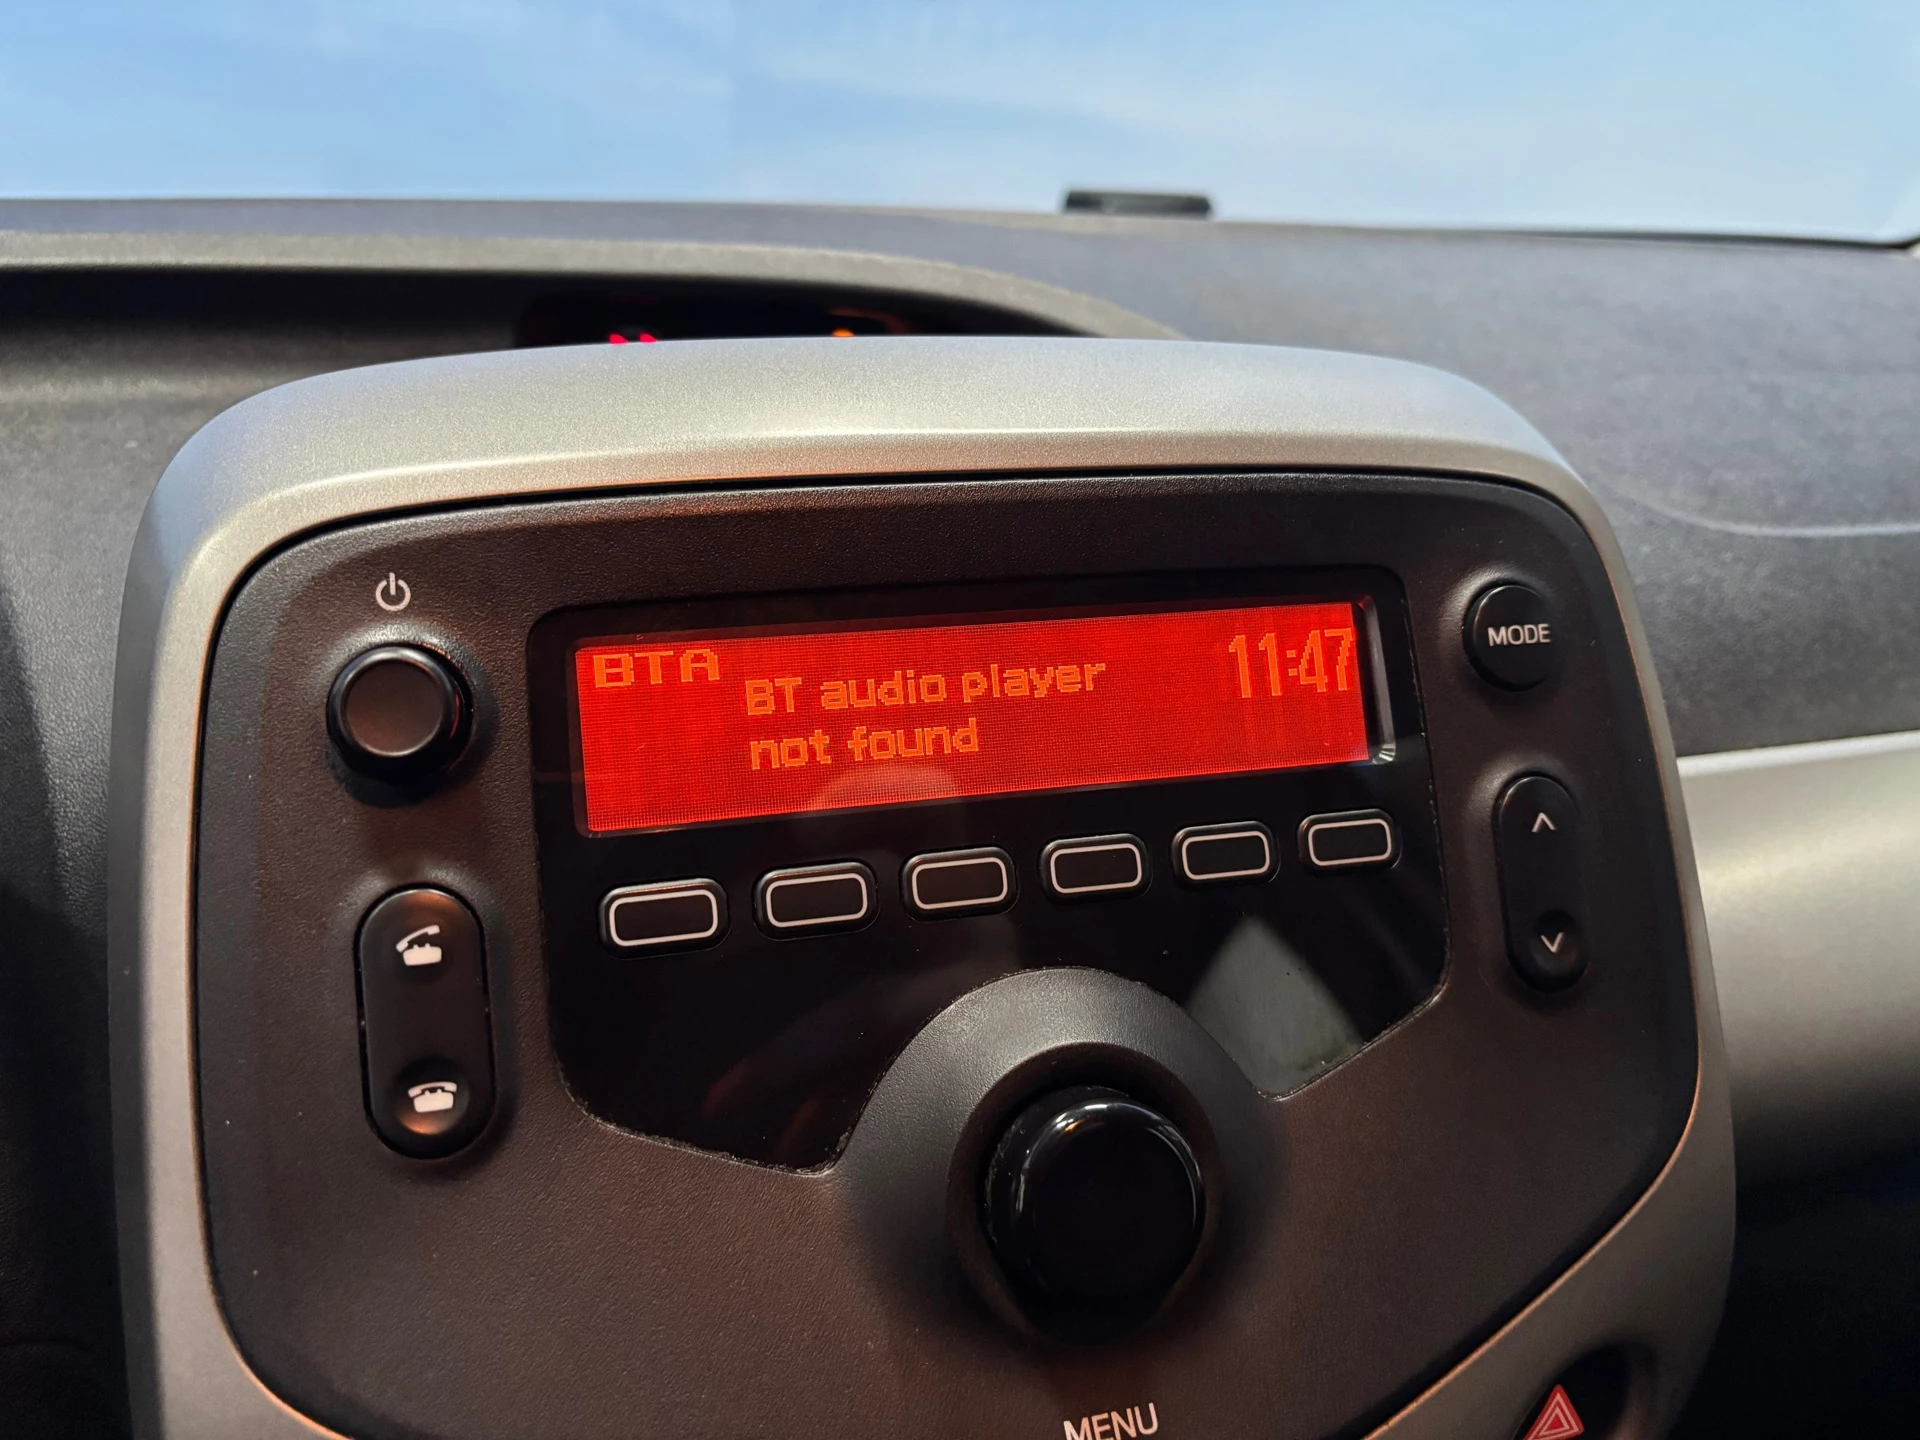 BTA
BT audio player
not found
11:47
MODE
MENU